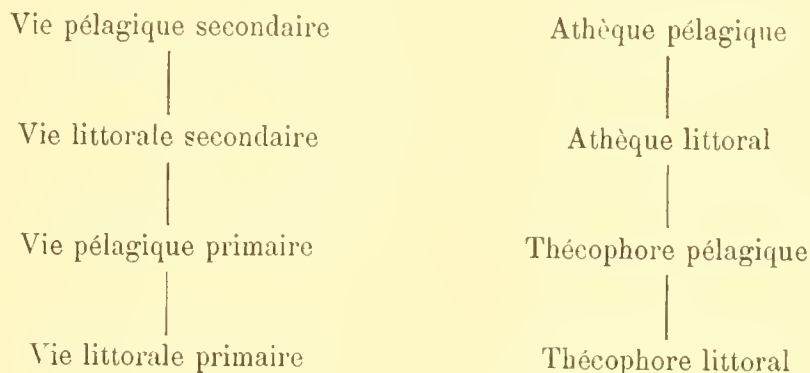 Vie pélagique secondaire
Athèque pélagique
Vie littorale secondaire
Athèque littoral
Vie pélagique primaire
Thécophore pélagique
Vie littorale primaire
Thécophore littoral